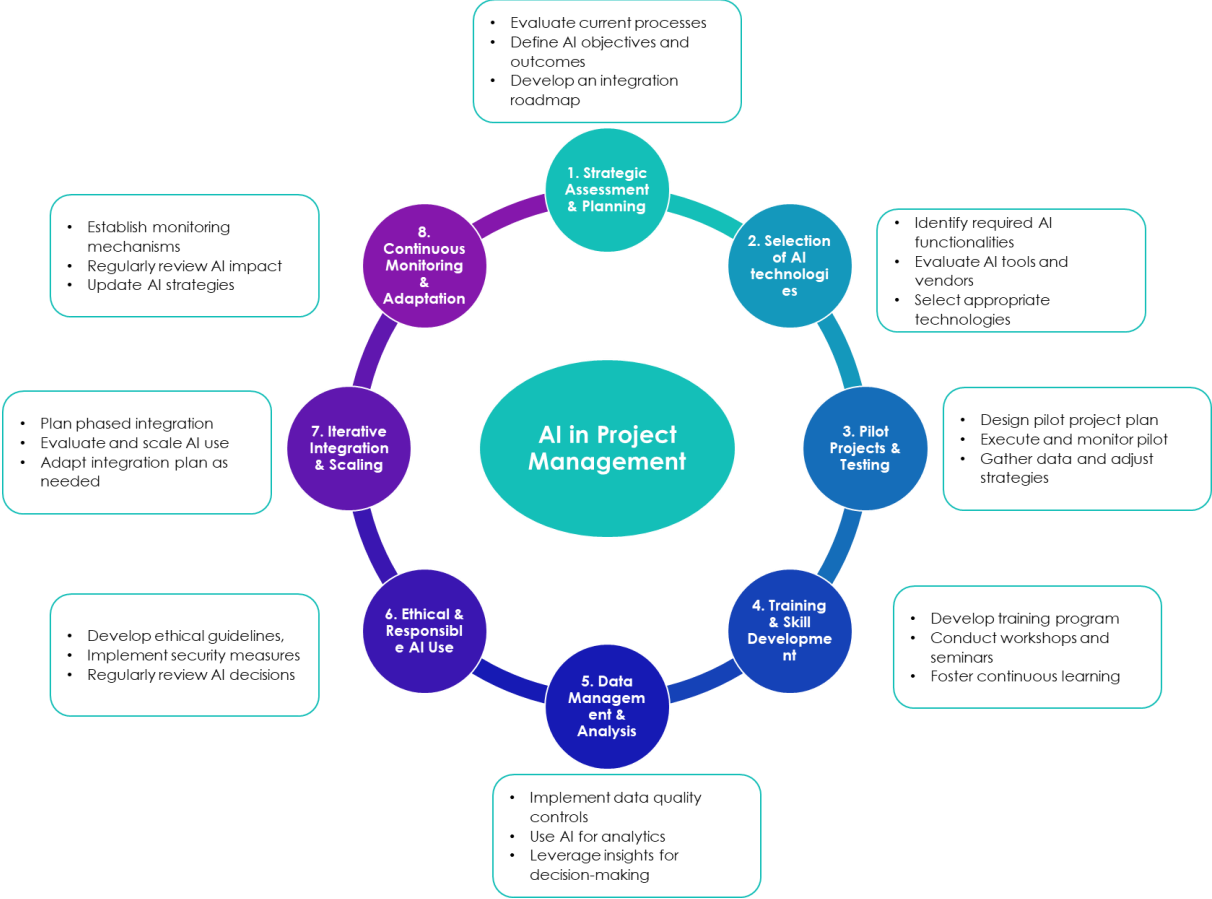 • Evaluate current processes
• Define AI objectives and
outcomes
• Develop an integration
roadmap
1. Strategic
Assessment
& Planning
2. Selection
of AI
technologi
es
• Identify required AI
functionalities
• Evaluate AI tools and
vendors
• Select appropriate
technologies
3. Pilot
Projects &
Testing
• Design pilot project plan
• Execute and monitor pilot
• Gather data and adjust
strategies
4. Training
& Skill
Developme
nt
• Develop training program
• Conduct workshops and
seminars
• Foster continuous learning
5. Data
Managem
ent &
Analysis
• Implement data quality
controls
• Use AI for analytics
• Leverage insights for
decision-making
6. Ethical &
Responsibl
e AI Use
• Develop ethical guidelines,
• Implement security measures
• Regularly review AI decisions
7. Iterative
Integration
& Scaling
• Plan phased integration
• Evaluate and scale AI use
• Adapt integration plan as
needed
8.
Continuous
Monitoring
&
Adaptation
• Establish monitoring
mechanisms
• Regularly review AI impact
• Update AI strategies
AI in Project
Management